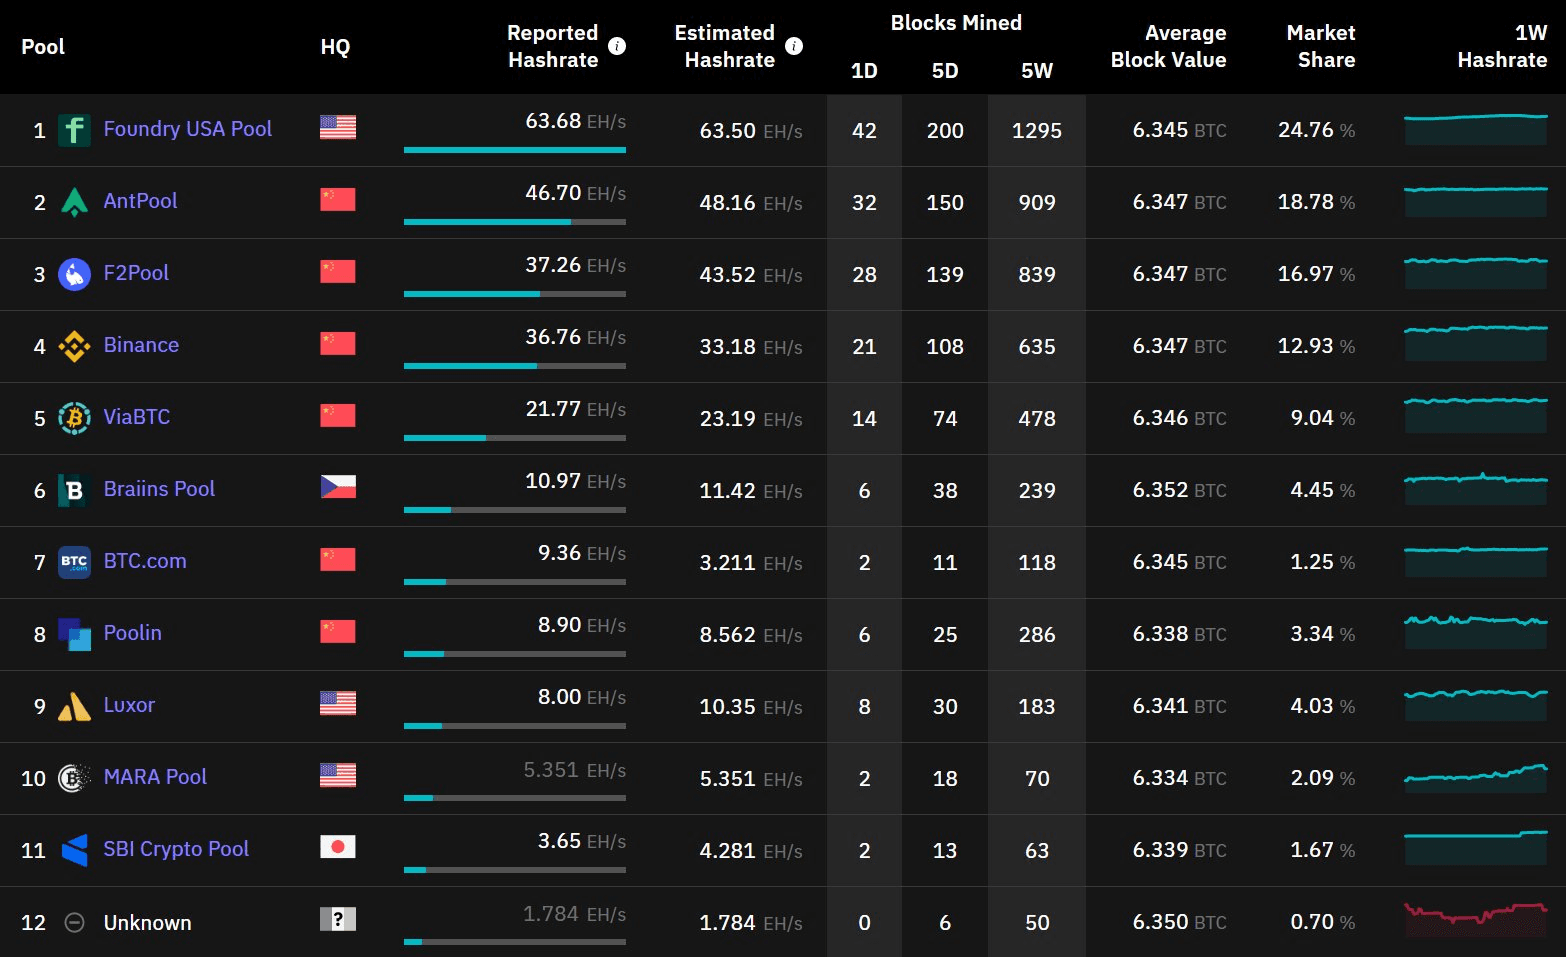 Pool HQ Reported Hashrate i Estimated Hashrate i Blocks Mined 1D 5D 5W Average Block Value Market Share 1W Hashrate
1 f Foundry USA Pool 63.68 EH/s 63.50 EH/s 42 200 1295 6.345 BTC 24.76 %
2 AntPool 46.70 EH/s 48.16 EH/s 32 150 909 6.347 BTC 18.78 %
3 F2Pool 37.26 EH/s 43.52 EH/s 28 139 839 6.347 BTC 16.97 %
4 Binance 36.76 EH/s 33.18 EH/s 21 108 635 6.347 BTC 12.93 %
5 ViaBTC 21.77 EH/s 23.19 EH/s 14 74 478 6.346 BTC 9.04 %
6 B Braiins Pool 10.97 EH/s 11.42 EH/s 6 38 239 6.352 BTC 4.45 %
7 BTC .com BTC.com 9.36 EH/s 3.211 EH/s 2 11 118 6.345 BTC 1.25 %
8 Poolin 8.90 EH/s 8.562 EH/s 6 25 286 6.338 BTC 3.34 %
9 Luxor 8.00 EH/s 10.35 EH/s 8 30 183 6.341 BTC 4.03 %
10 MARA Pool 5.351 EH/s 5.351 EH/s 2 18 70 6.334 BTC 2.09 %
11 SBI Crypto Pool 3.65 EH/s 4.281 EH/s 2 13 63 6.339 BTC 1.67 %
12 Unknown ? 1.784 EH/s 1.784 EH/s 0 6 50 6.350 BTC 0.70 %